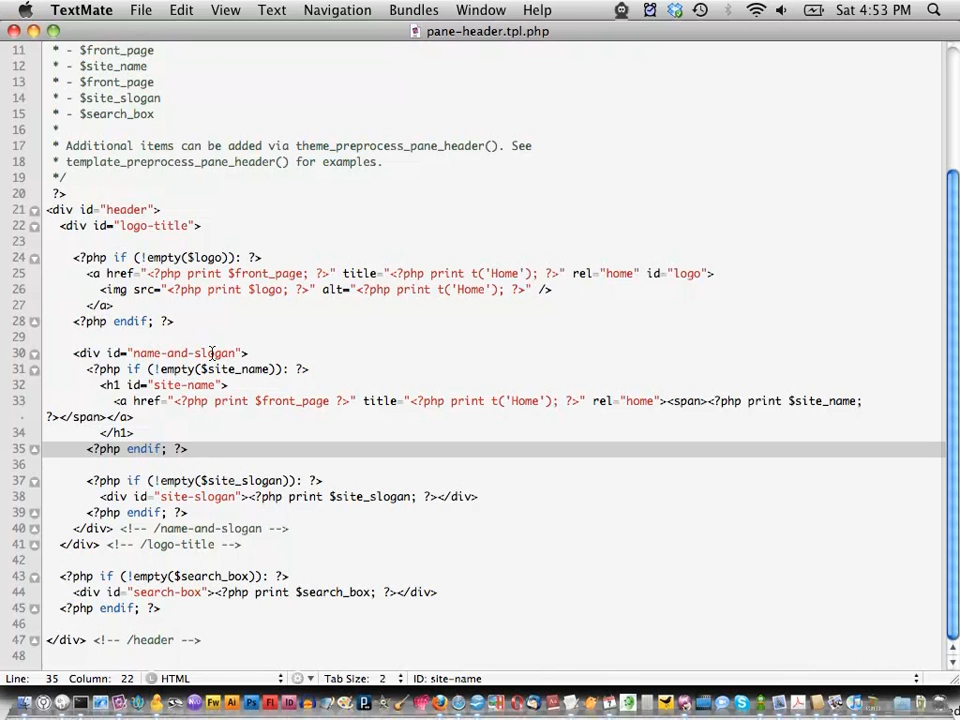 TextMate File Edit View Text Navigation Bundles Window Help Sat 4:53 PM
pane-header.tpl.php
11 * - $front_page
12 * - $site_name
13 * - $front_page
14 * - $site_slogan
15 * - $search_box
16 *
17 * Additional items can be added via theme_preprocess_pane_header(). See
18 * template_preprocess_pane_header() for examples.
19 */
20 ?>
21 <div id="header">
22 <div id="logo-title">
23
24 <?php if (!empty($logo)): ?>
25 <a href="<?php print $front_page; ?>" title="<?php print t('Home'); ?>" rel="home" id="logo">
26 <img src="<?php print $logo; ?>" alt="<?php print t('Home'); ?>" />
27 </a>
28 <?php endif; ?>
29
30 <div id="name-and-slogan">
31 <?php if (!empty($site_name)): ?>
32 <h1 id="site-name">
33 <a href="<?php print $front_page ?>" title="<?php print t('Home'); ?>" rel="home"><span><?php print $site_name;
?></span></a>
34 </h1>
35 <?php endif; ?>
36
37 <?php if (!empty($site_slogan)): ?>
38 <div id="site-slogan"><?php print $site_slogan; ?></div>
39 <?php endif; ?>
40 </div> <!-- /name-and-slogan -->
41 </div> <!-- /logo-title -->
42
43 <?php if (!empty($search_box)): ?>
44 <div id="search-box"><?php print $search_box; ?></div>
45 <?php endif; ?>
46
47 </div> <!-- /header -->
48
Line: 35 Column: 22 HTML Tab Size: 2 ID: site-name
Fw Ai Ps Fl ID